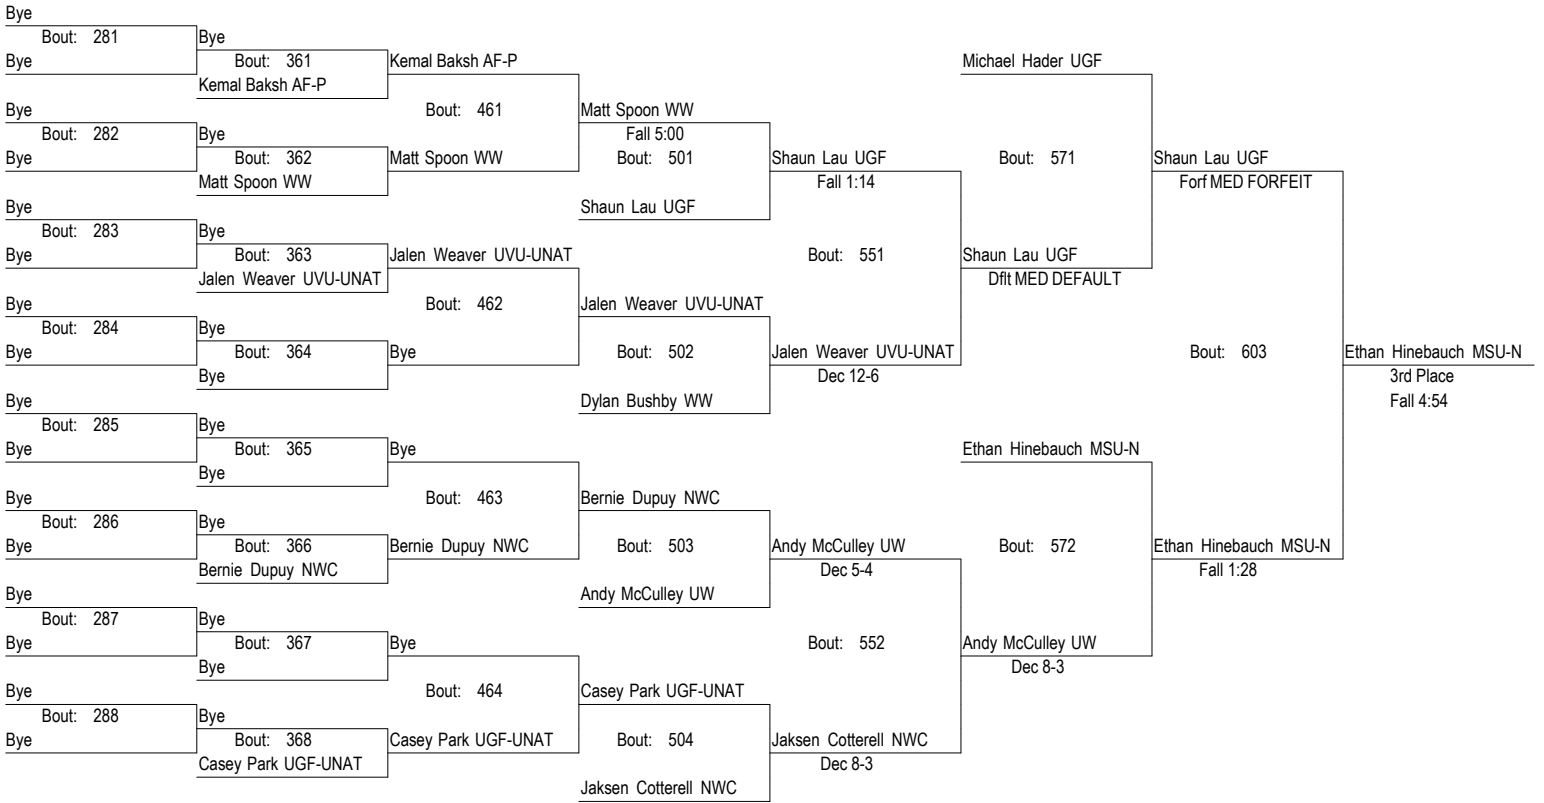 Bye
Bout: 281
Bye
Bye
Bout: 282
Bye
Bye
Bout: 283
Bye
Bye
Bout: 284
Bye
Bye
Bout: 285
Bye
Bye
Bout: 286
Bye
Bye
Bout: 287
Bye
Bye
Bout: 288
Bye
Bye
Bout: 361
Kemal Baksh AF-P
Bye
Bout: 362
Matt Spoon WW
Bye
Bout: 363
Jalen Weaver UVU-UNAT
Bye
Bout: 364
Bye
Bye
Bout: 365
Bye
Bye
Bout: 366
Bernie Dupuy NWC
Bye
Bout: 367
Bye
Bye
Bout: 368
Casey Park UGF-UNAT
Kemal Baksh AF-P
Bout: 461
Matt Spoon WW
Jalen Weaver UVU-UNAT
Bout: 462
Bye
Bye
Bout: 463
Bernie Dupuy NWC
Bye
Bout: 464
Casey Park UGF-UNAT
Matt Spoon WW
Fall 5:00
Bout: 501
Shaun Lau UGF
Jalen Weaver UVU-UNAT
Bout: 502
Dylan Bushby WW
Bernie Dupuy NWC
Bout: 503
Andy McCulley UW
Casey Park UGF-UNAT
Bout: 504
Jaksen Cotterell NWC
Shaun Lau UGF
Fall 1:14
Bout: 551
Jalen Weaver UVU-UNAT
Dec 12-6
Andy McCulley UW
Dec 5-4
Bout: 552
Jaksen Cotterell NWC
Dec 8-3
Michael Hader UGF
Bout: 571
Shaun Lau UGF
Dflt MED DEFAULT
Ethan Hinebauch MSU-N
Bout: 572
Andy McCulley UW
Dec 8-3
Shaun Lau UGF
Forf MED FORFEIT
Bout: 603
Ethan Hinebauch MSU-N
Fall 1:28
Ethan Hinebauch MSU-N
3rd Place
Fall 4:54